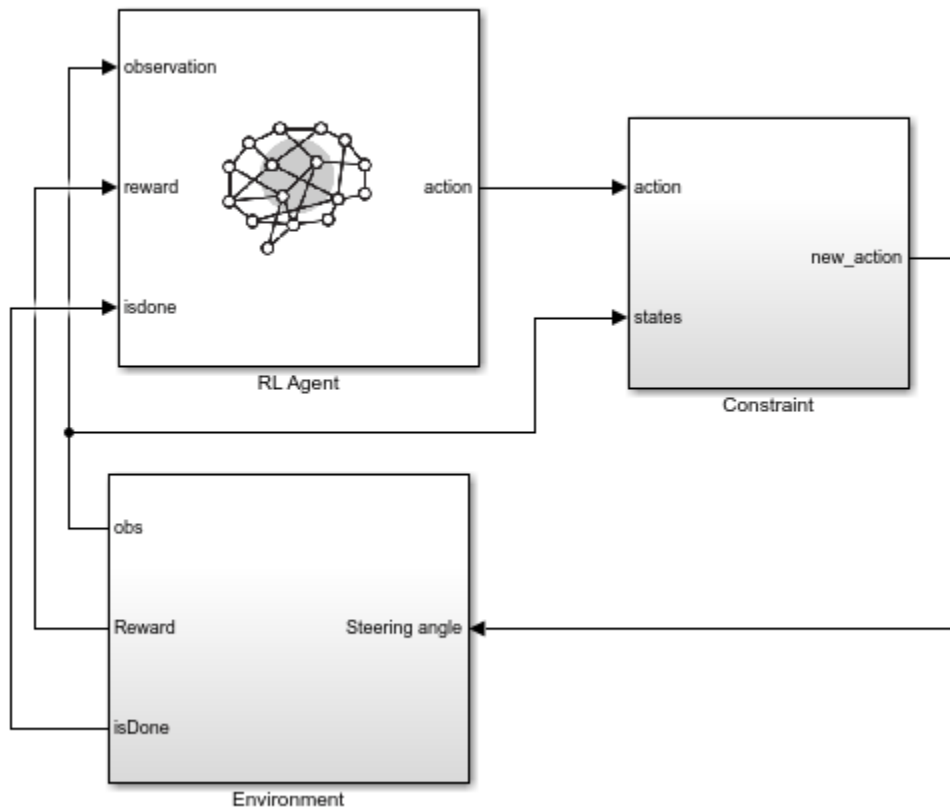 observation
reward
action
isdone
RL Agent
action
new_action
states
Constraint
obs
Reward
Steering angle
isDone
Environment